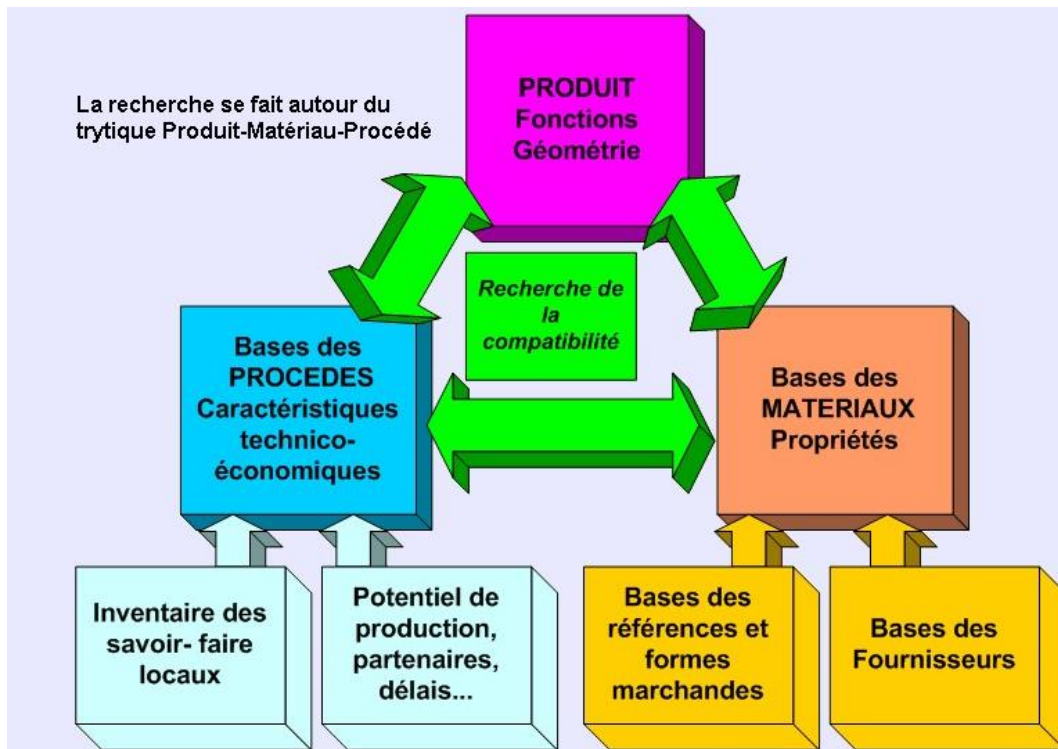 La recherche se fait autour du
trytique Produit-Matériau-Procédé
PRODUIT
Fonctions
Géométrie
Recherche de
la
compatibilité
Bases des
PROCEDES
Caractéristiques
technico-
économiques
Bases des
MATERIAUX
Propriétés
Inventaire des
savoir- faire
locaux
Potentiel de
production,
partenaires,
délais...
Bases des
références et
formes
marchandes
Bases des
Fournisseurs